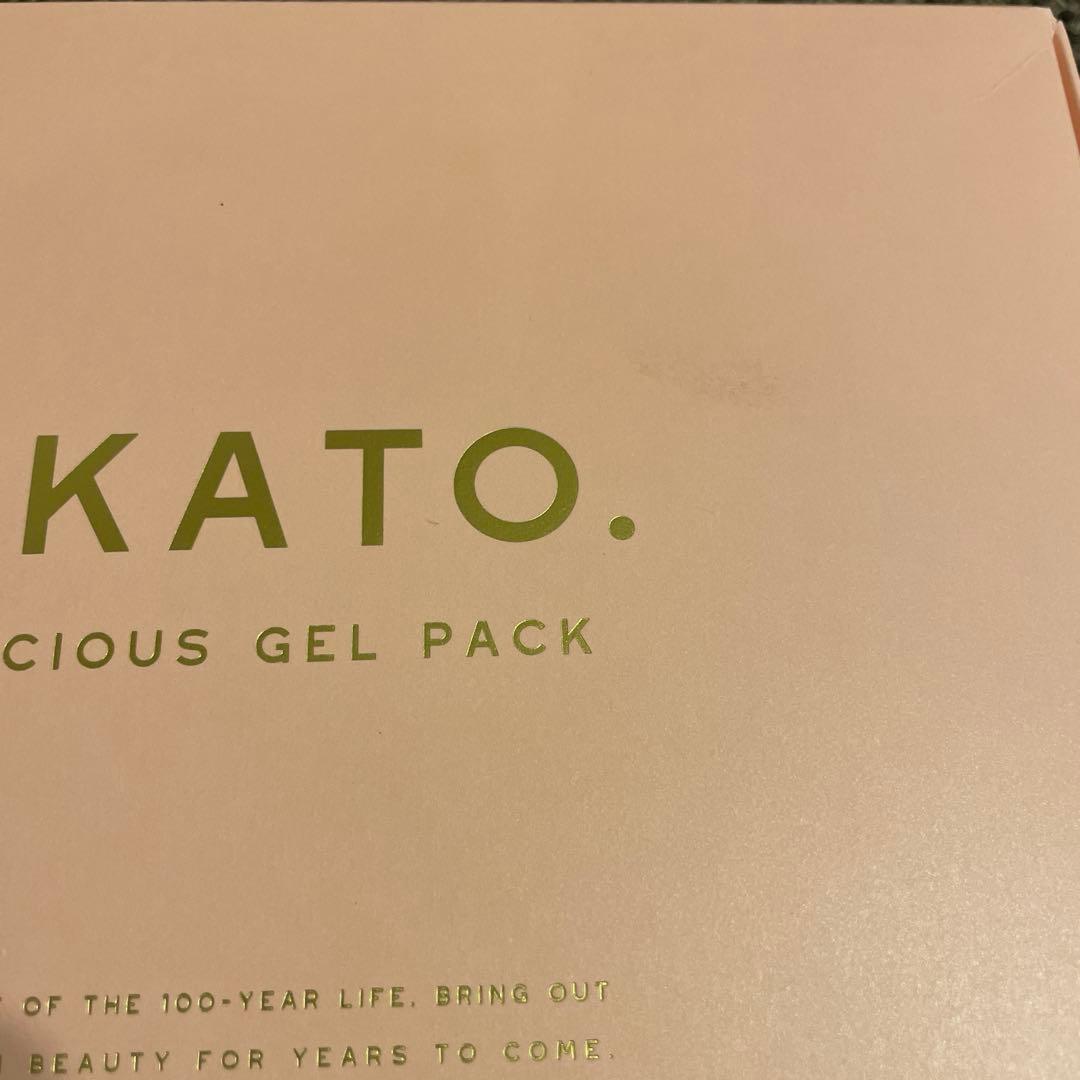 KATO.
CIOUS GEL PACK
OF THE 100-YEAR LIFE. BRING OUT
BEAUTY FOR YEARS TO COME.